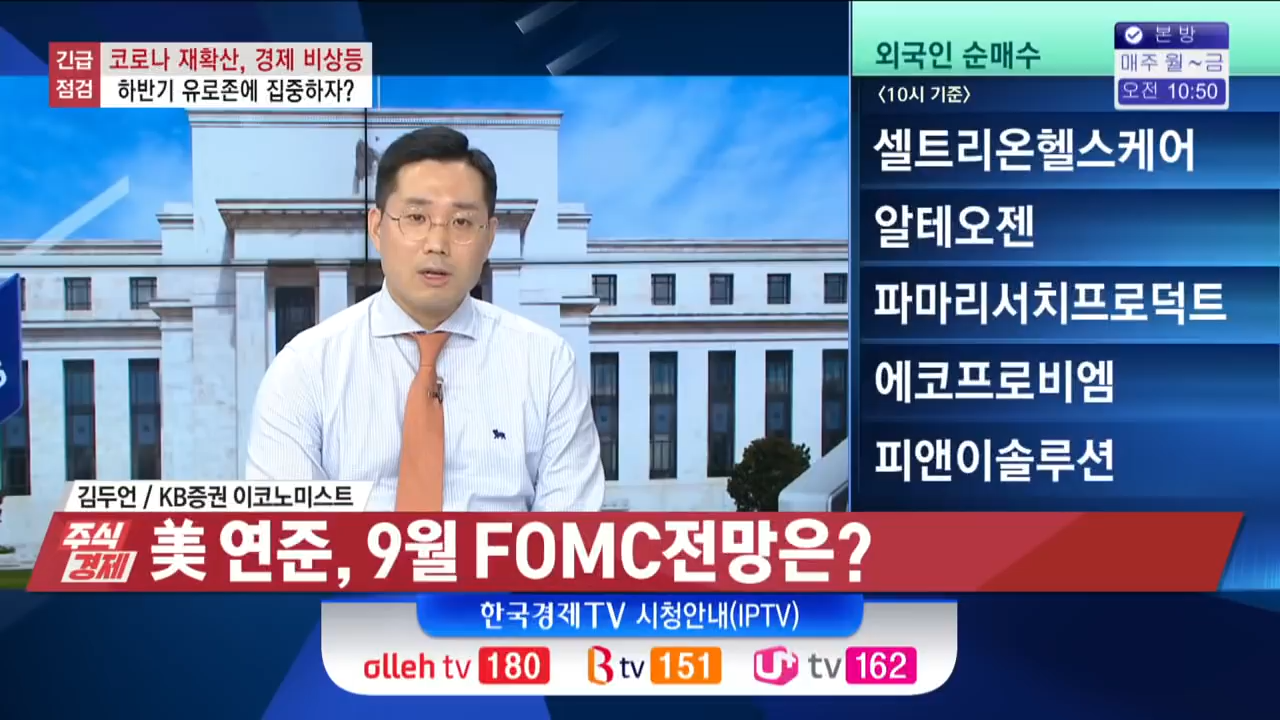 긴급
점검
코로나 재확산, 경제 비상등
하반기 유로존에 집중하자?
외국인 순매수
〈10시 기준〉
본 방
매주 월~금
오전 10:50
셀트리온헬스케어
알테오젠
파마리서치프로덕트
에코프로비엠
피앤이솔루션
김두언 / KB증권 이코노미스트
주식
경제
美 연준, 9월 FOMC전망은?
한국경제TV 시청안내(IPTV)
olleh tv 180
B tv 151
U+ tv 162